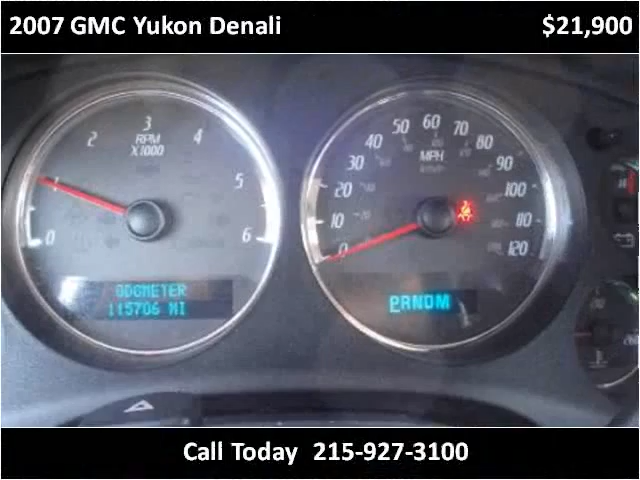 2007 GMC Yukon Denali $21,900
0 1 2 3 4 5 6
RPM
X1000
ODOMETER
115706 MI
0 10 20 30 40 50 60 70 80 90 100 110 120
MPH
PRNDM
Call Today 215-927-3100